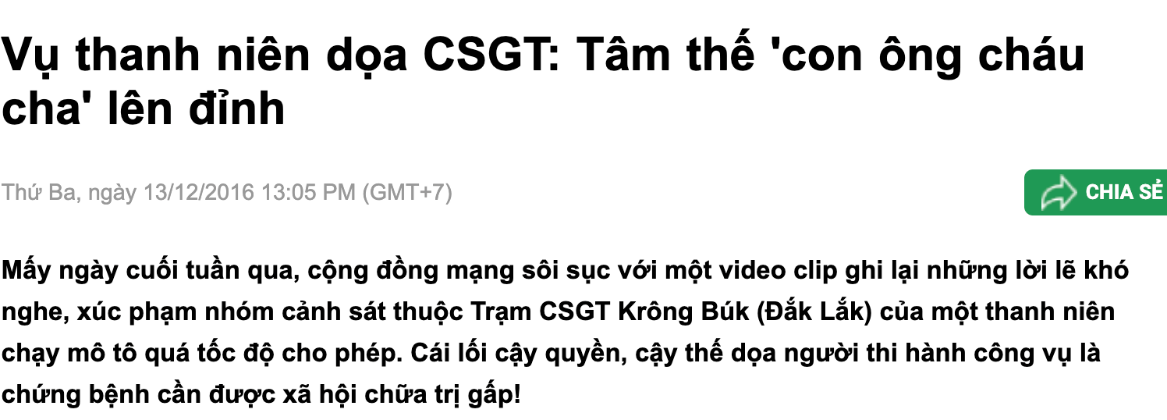 Vụ thanh niên dọa CSGT: Tâm thế 'con ông cháu
cha' lên đỉnh
Thứ Ba, ngày 13/12/2016 13:05 PM (GMT+7)
CHIA SẺ
Mấy ngày cuối tuần qua, cộng đồng mạng sôi sục với một video clip ghi lại những lời lẽ khó
nghe, xúc phạm nhóm cảnh sát thuộc Trạm CSGT Krông Búk (Đắk Lắk) của một thanh niên
chạy mô tô quá tốc độ cho phép. Cái lối cậy quyền, cậy thế dọa người thi hành công vụ là
chứng bệnh cần được xã hội chữa trị gấp!